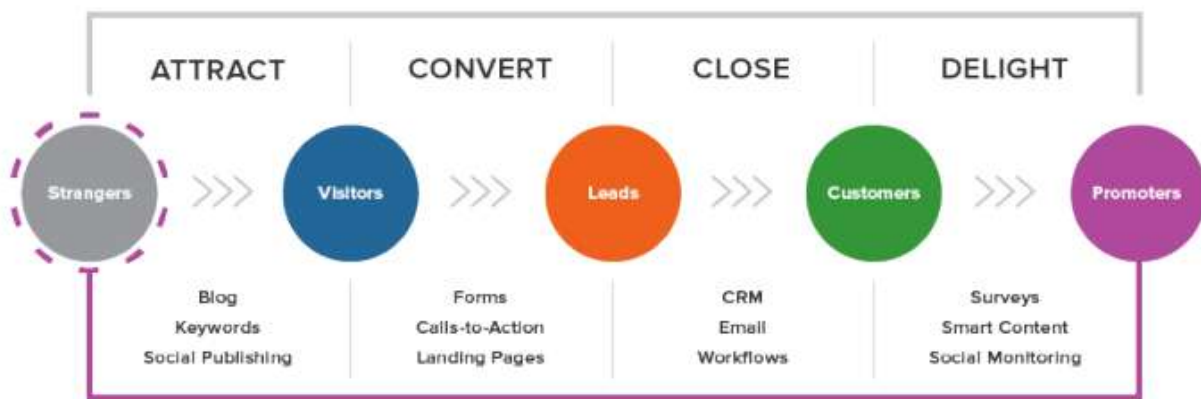 ATTRACT CONVERT CLOSE DELIGHT
Strangers Visitors Leads Customers Promoters
Blog Forms CRM Surveys
Keywords Calls-to-Action Email Smart Content
Social Publishing Landing Pages Workflows Social Monitoring